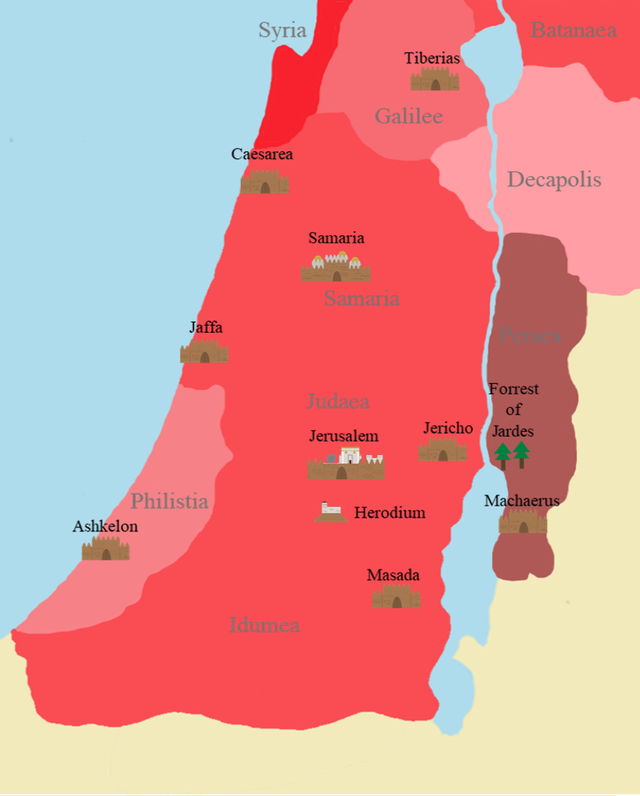 Syria
Batanaea
Tiberias
Galilee
Caesarea
Decapolis
Samaria
Samaria
Jaffa
Peraea
Forrest
of
Jardes
Judaea
Jericho
Jerusalem
Philistia
Machaerus
Herodium
Ashkelon
Masada
Idumea